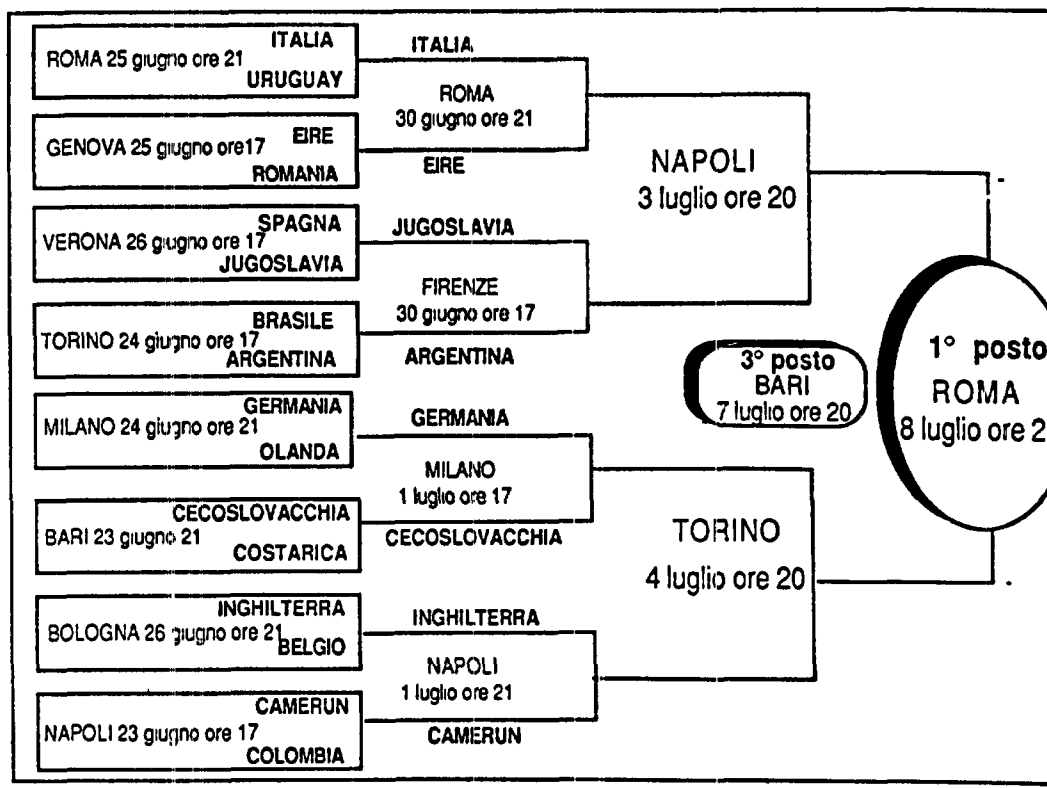 ITALIA
ROMA 25 giugno ore 21
URUGUAY
EIRE
GENOVA 25 giugno ore17
ROMANIA
SPAGNA
VERONA 26 giugno ore 17
JUGOSLAVIA
BRASILE
TORINO 24 giugno ore 17
ARGENTINA
GERMANIA
MILANO 24 giugno ore 21
OLANDA
CECOSLOVACCHIA
BARI 23 giugno 21
COSTARICA
INGHILTERRA
BOLOGNA 26 giugno ore 21
BELGIO
CAMERUN
NAPOLI 23 giugno ore 17
COLOMBIA
ITALIA
ROMA
30 giugno ore 21
EIRE
JUGOSLAVIA
FIRENZE
30 giugno ore 17
ARGENTINA
GERMANIA
MILANO
1 luglio ore 17
CECOSLOVACCHIA
INGHILTERRA
NAPOLI
1 luglio ore 21
CAMERUN
NAPOLI
3 luglio ore 20
TORINO
4 luglio ore 20
3° posto
BARI
7 luglio ore 20
1° posto
ROMA
8 luglio ore 2